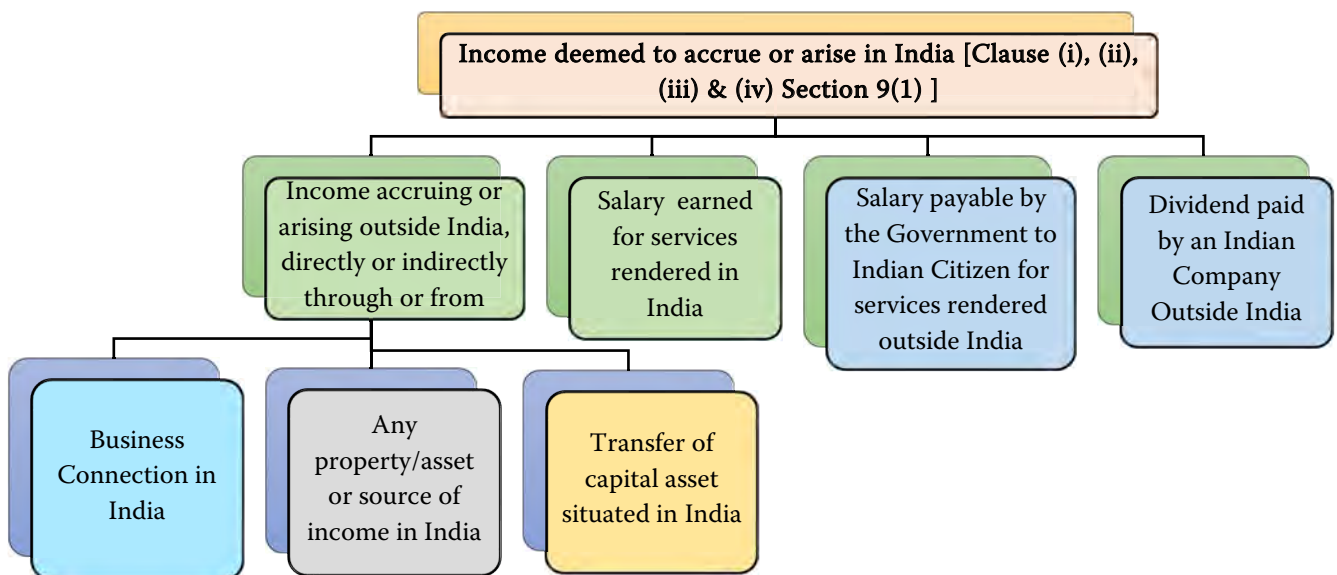 Income deemed to accrue or arise in India [Clause (i), (ii),
(iii) & (iv) Section 9(1) ]
Income accruing or
arising outside India,
directly or indirectly
through or from
Salary earned
for services
rendered in
India
Salary payable by
the Government to
Indian Citizen for
services rendered
outside India
Dividend paid
by an Indian
Company
Outside India
Business
Connection in
India
Any
property/asset
or source of
income in India
Transfer of
capital asset
situated in India